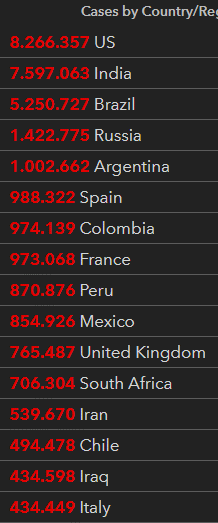 Cases by Country/Reg
8.266.357 US
7.597.063 India
5.250.727 Brazil
1.422.775 Russia
1.002.662 Argentina
988.322 Spain
974.139 Colombia
973.068 France
870.876 Peru
854.926 Mexico
765.487 United Kingdom
706.304 South Africa
539.670 Iran
494.478 Chile
434.598 Iraq
434.449 Italy